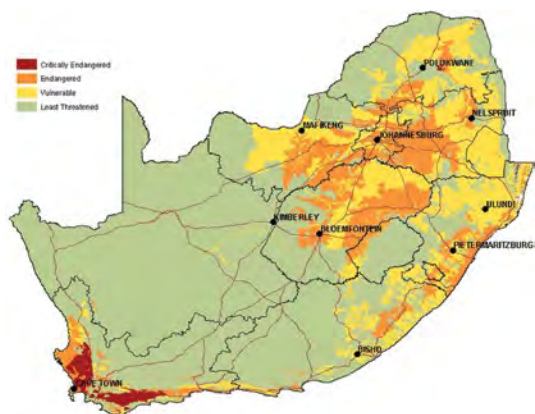 Critically Endangered
Endangered
Vulnerable
Least Threatened
POLOKWANE
NELSPRUIT
MAFIKENG
JOHANNESBURG
ULUNDI
KIMBERLEY
BLOEMFONTEIN
PIETERMARITZBURG
BISHO
CAPE TOWN